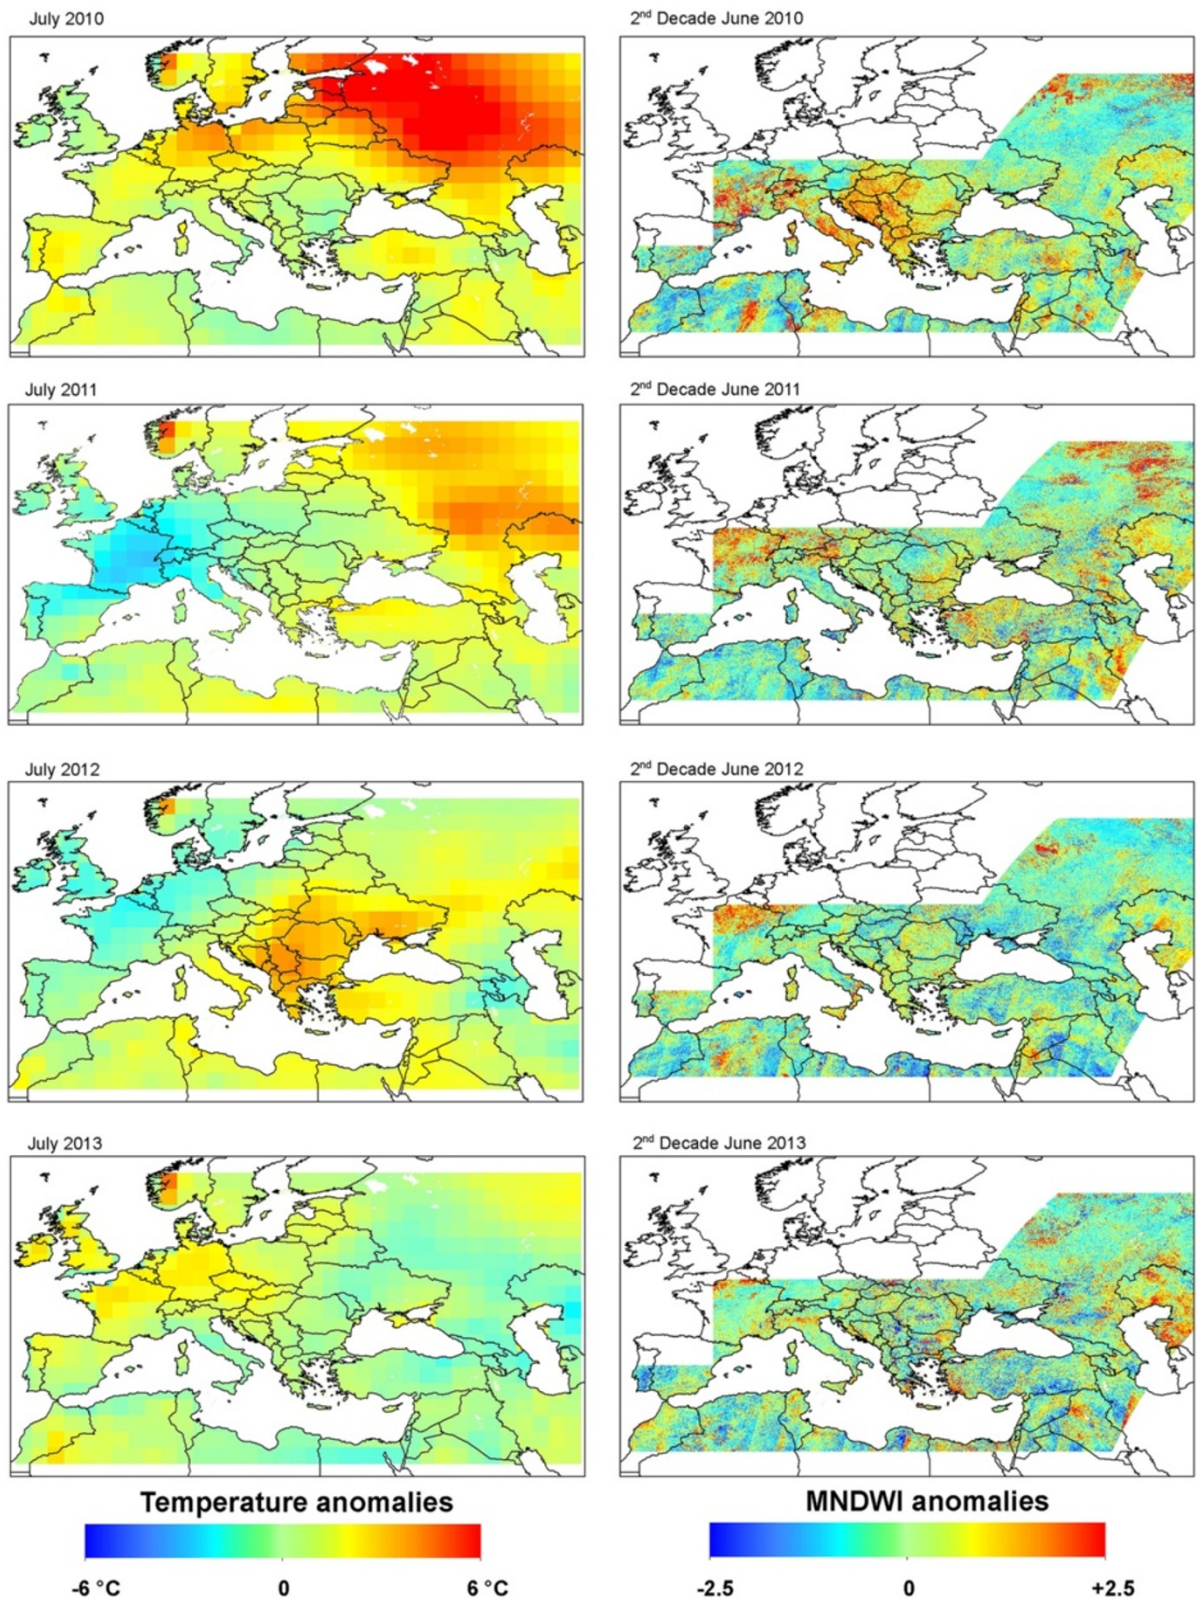 July 2010
2nd Decade June 2010
July 2011
2nd Decade June 2011
July 2012
2nd Decade June 2012
July 2013
2nd Decade June 2013
Temperature anomalies
MNDWI anomalies
-6 °C 0 6 °C
-2.5 0 +2.5